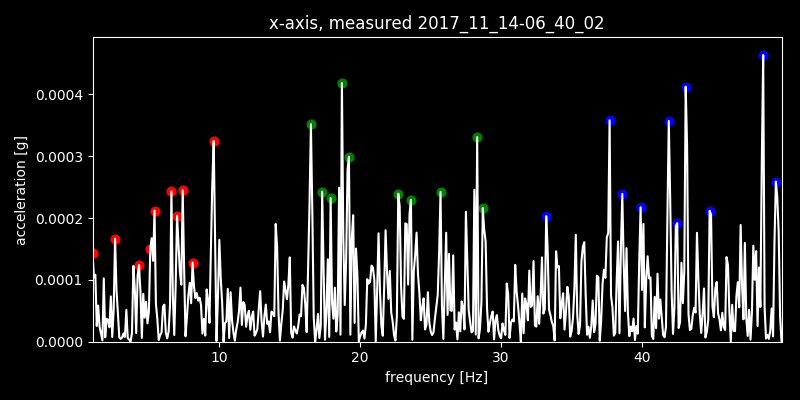 x-axis, measured 2017_11_14-06_40_02
acceleration [g]
0.0004
0.0003
0.0002
0.0001
0.0000
10 20 30 40
frequency [Hz]